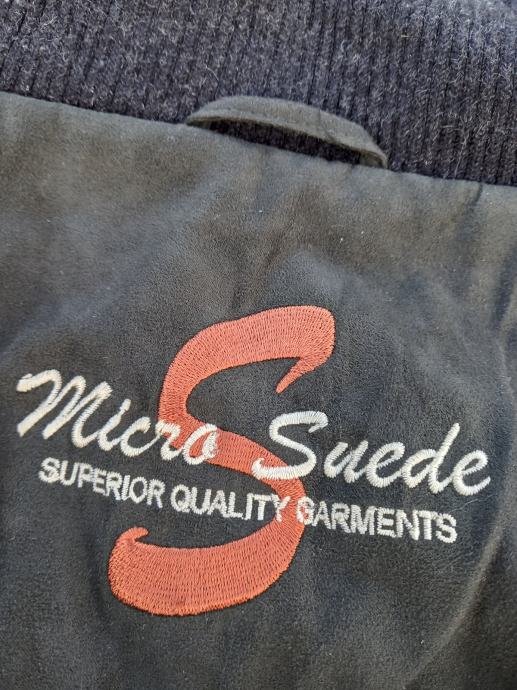 S
Micro Suede
SUPERIOR QUALITY GARMENTS